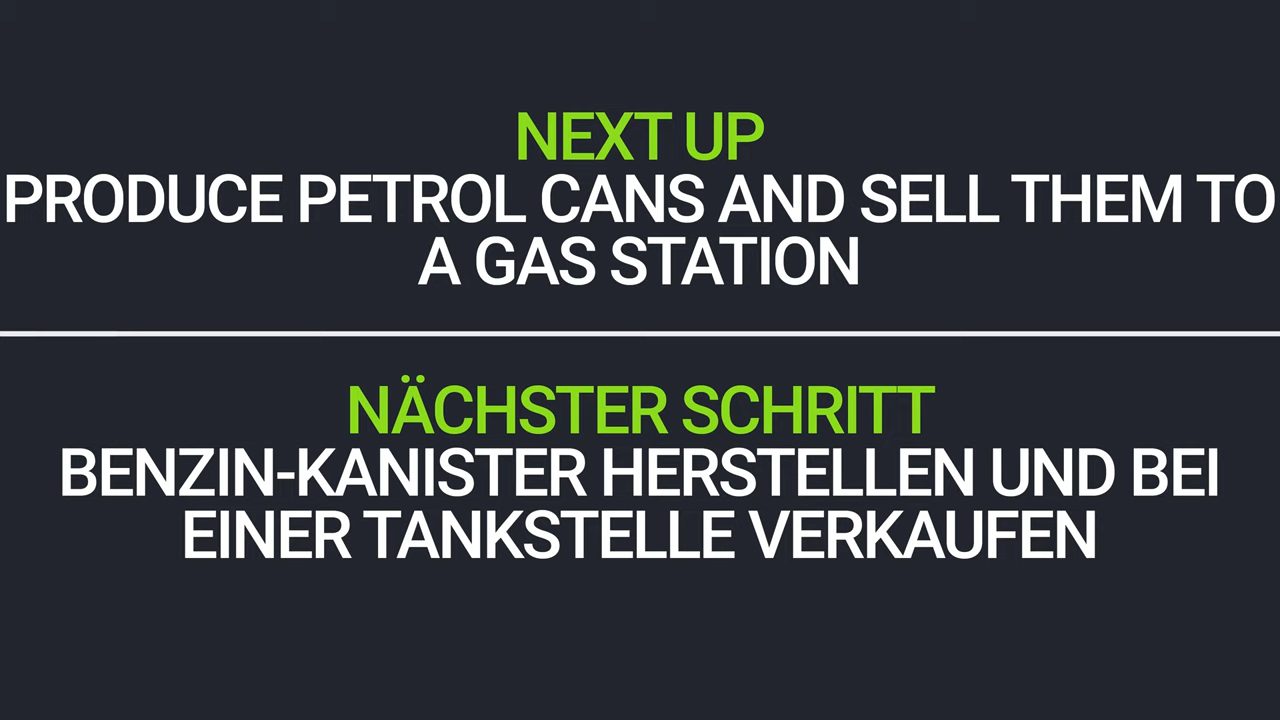 NEXT UP
PRODUCE PETROL CANS AND SELL THEM TO
A GAS STATION
NÄCHSTER SCHRITT
BENZIN-KANISTER HERSTELLEN UND BEI
EINER TANKSTELLE VERKAUFEN